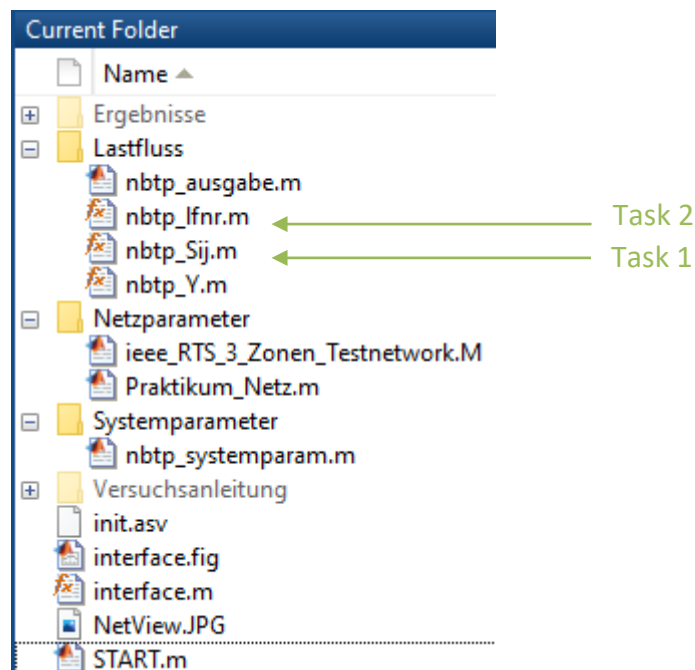 Current Folder
Name
Ergebnisse
Lastfluss
nbtp_ausgabe.m
nbtp_lfnr.m Task 2
nbtp_Sij.m Task 1
nbtp_Y.m
Netzparameter
ieee_RTS_3_Zonen_Testnetwork.M
Praktikum_Netz.m
Systemparameter
nbtp_systemparam.m
Versuchsanleitung
init.asv
interface.fig
interface.m
NetView.JPG
START.m